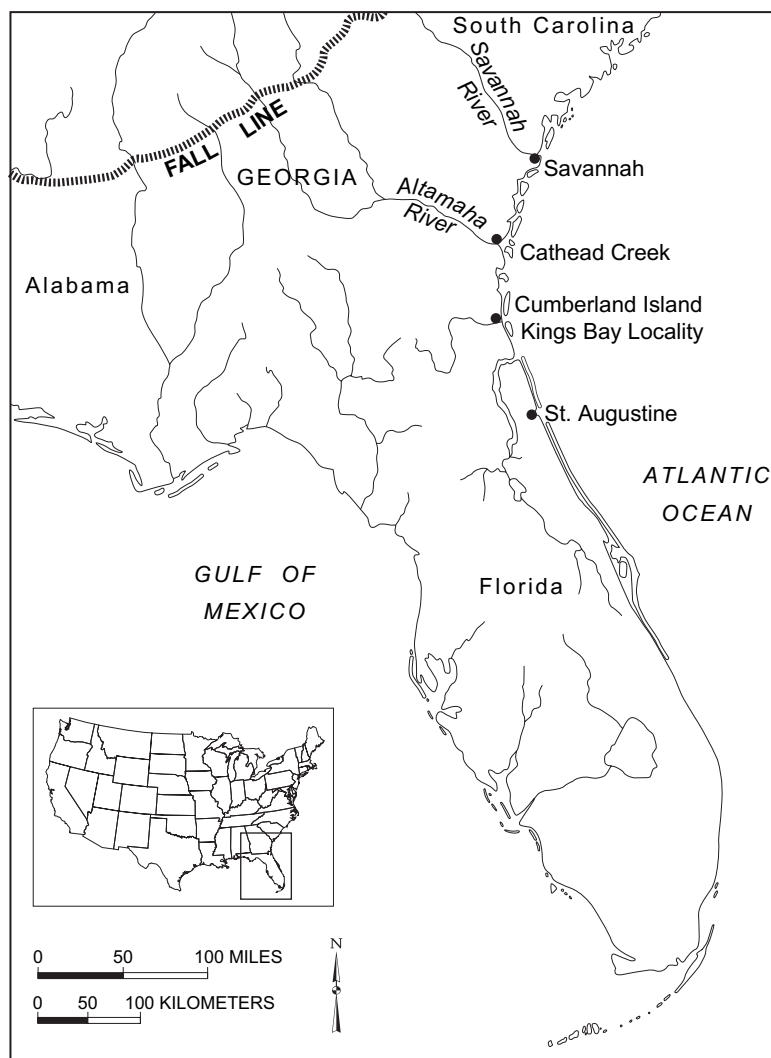 South Carolina
Savannah
River
FALL LINE
Savannah
GEORGIA
Altamaha
River
Cathead Creek
Alabama
Cumberland Island
Kings Bay Locality
St. Augustine
ATLANTIC
OCEAN
GULF OF
MEXICO
Florida
0 50 100 MILES
0 50 100 KILOMETERS
N